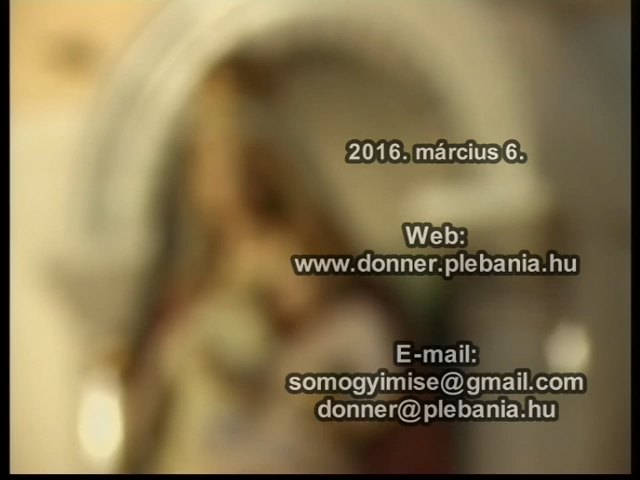 2016. március 6.
Web:
www.donner.plebania.hu
E-mail:
somogyimise@gmail.com
donner@plebania.hu